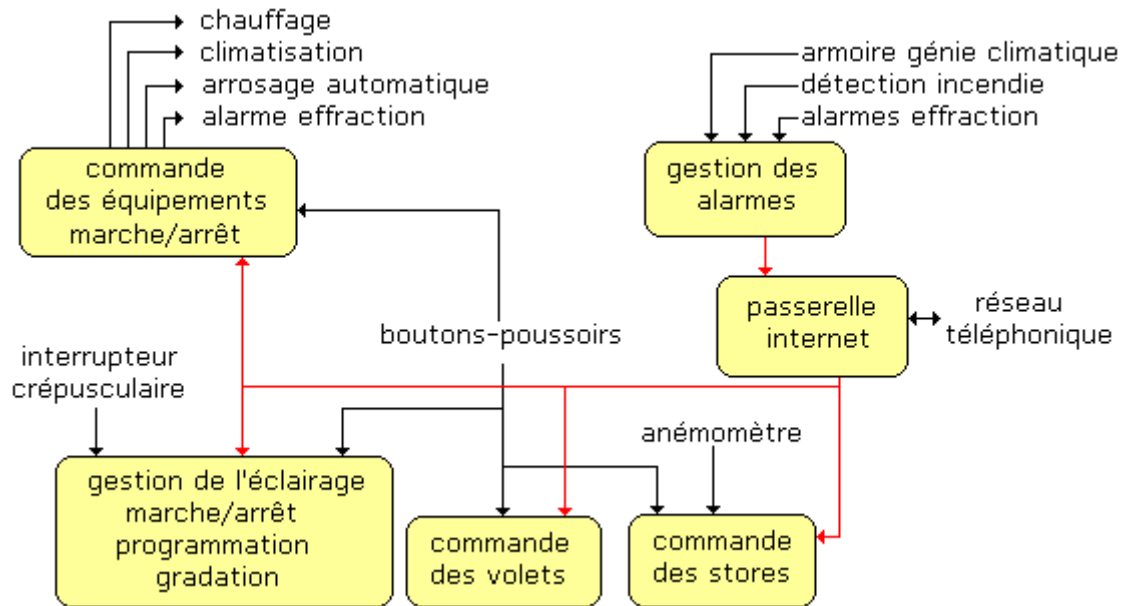 chauffage
climatisation
arrosage automatique
alarme effraction
commande
des équipements
marche/arrêt
armoire génie climatique
détection incendie
alarmes effraction
gestion des
alarmes
passerelle
internet
réseau
téléphonique
boutons-poussoirs
interrupteur
crépusculaire
anémomètre
gestion de l'éclairage
marche/arrêt
programmation
gradation
commande
des volets
commande
des stores